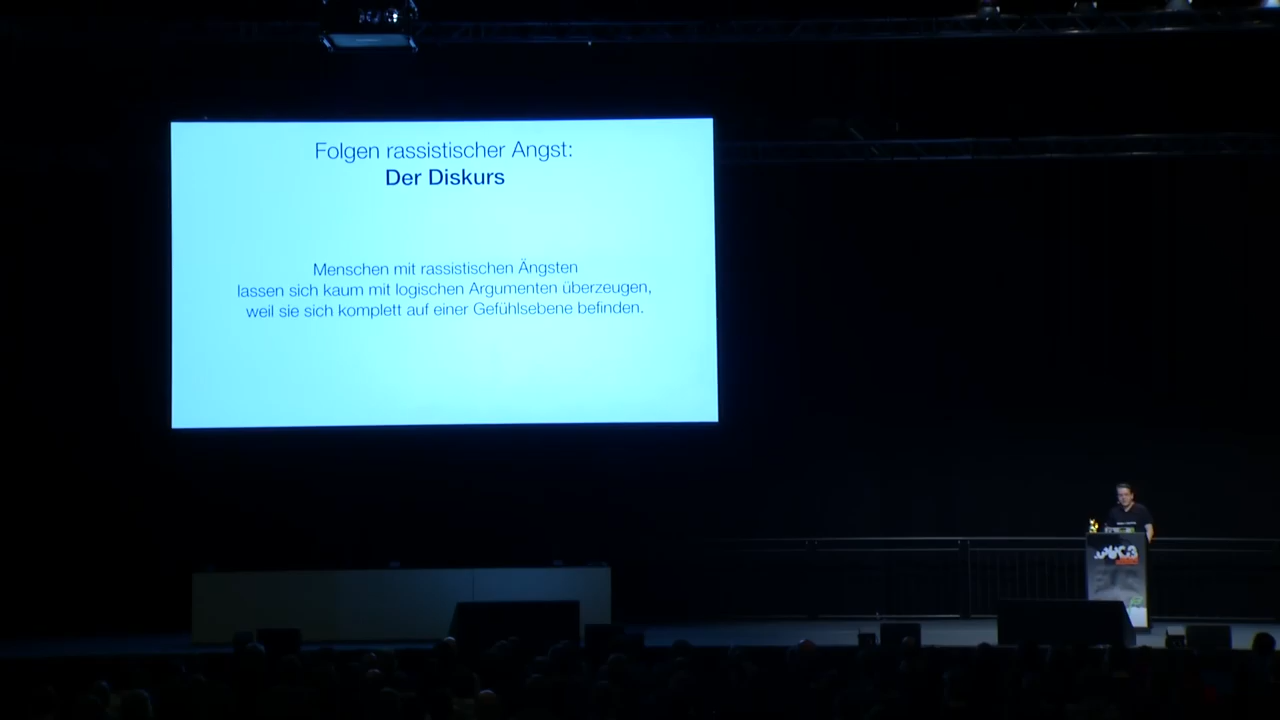 Folgen rassistischer Angst:
Der Diskurs
Menschen mit rassistischen Ängsten
lassen sich kaum mit logischen Argumenten überzeugen,
weil sie sich komplett auf einer Gefühlsebene befinden.